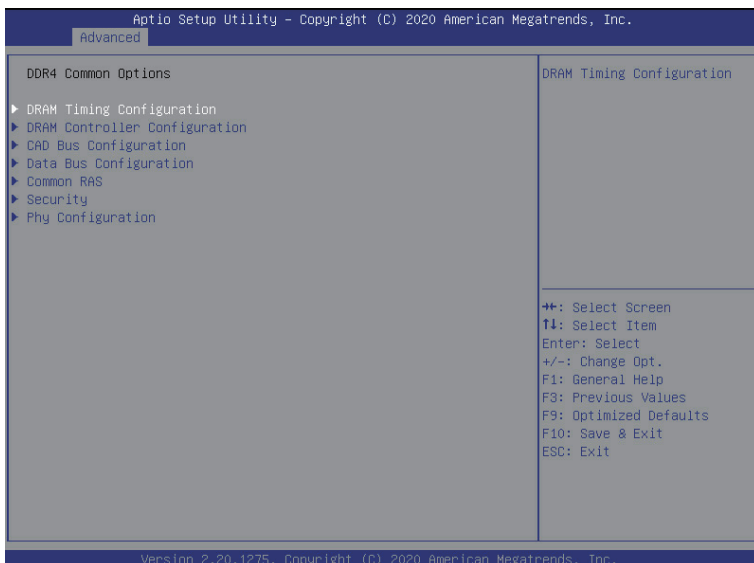 Aptio Setup Utility – Copyright (C) 2020 American Megatrends, Inc.
Advanced
DDR4 Common Options
DRAM Timing Configuration
DRAM Controller Configuration
CAD Bus Configuration
Data Bus Configuration
Common RAS
Security
Phy Configuration
DRAM Timing Configuration
→←: Select Screen
↑↓: Select Item
Enter: Select
+/-: Change Opt.
F1: General Help
F3: Previous Values
F9: Optimized Defaults
F10: Save & Exit
ESC: Exit
Version 2.20.1275. Copyright (C) 2020 American Megatrends, Inc.